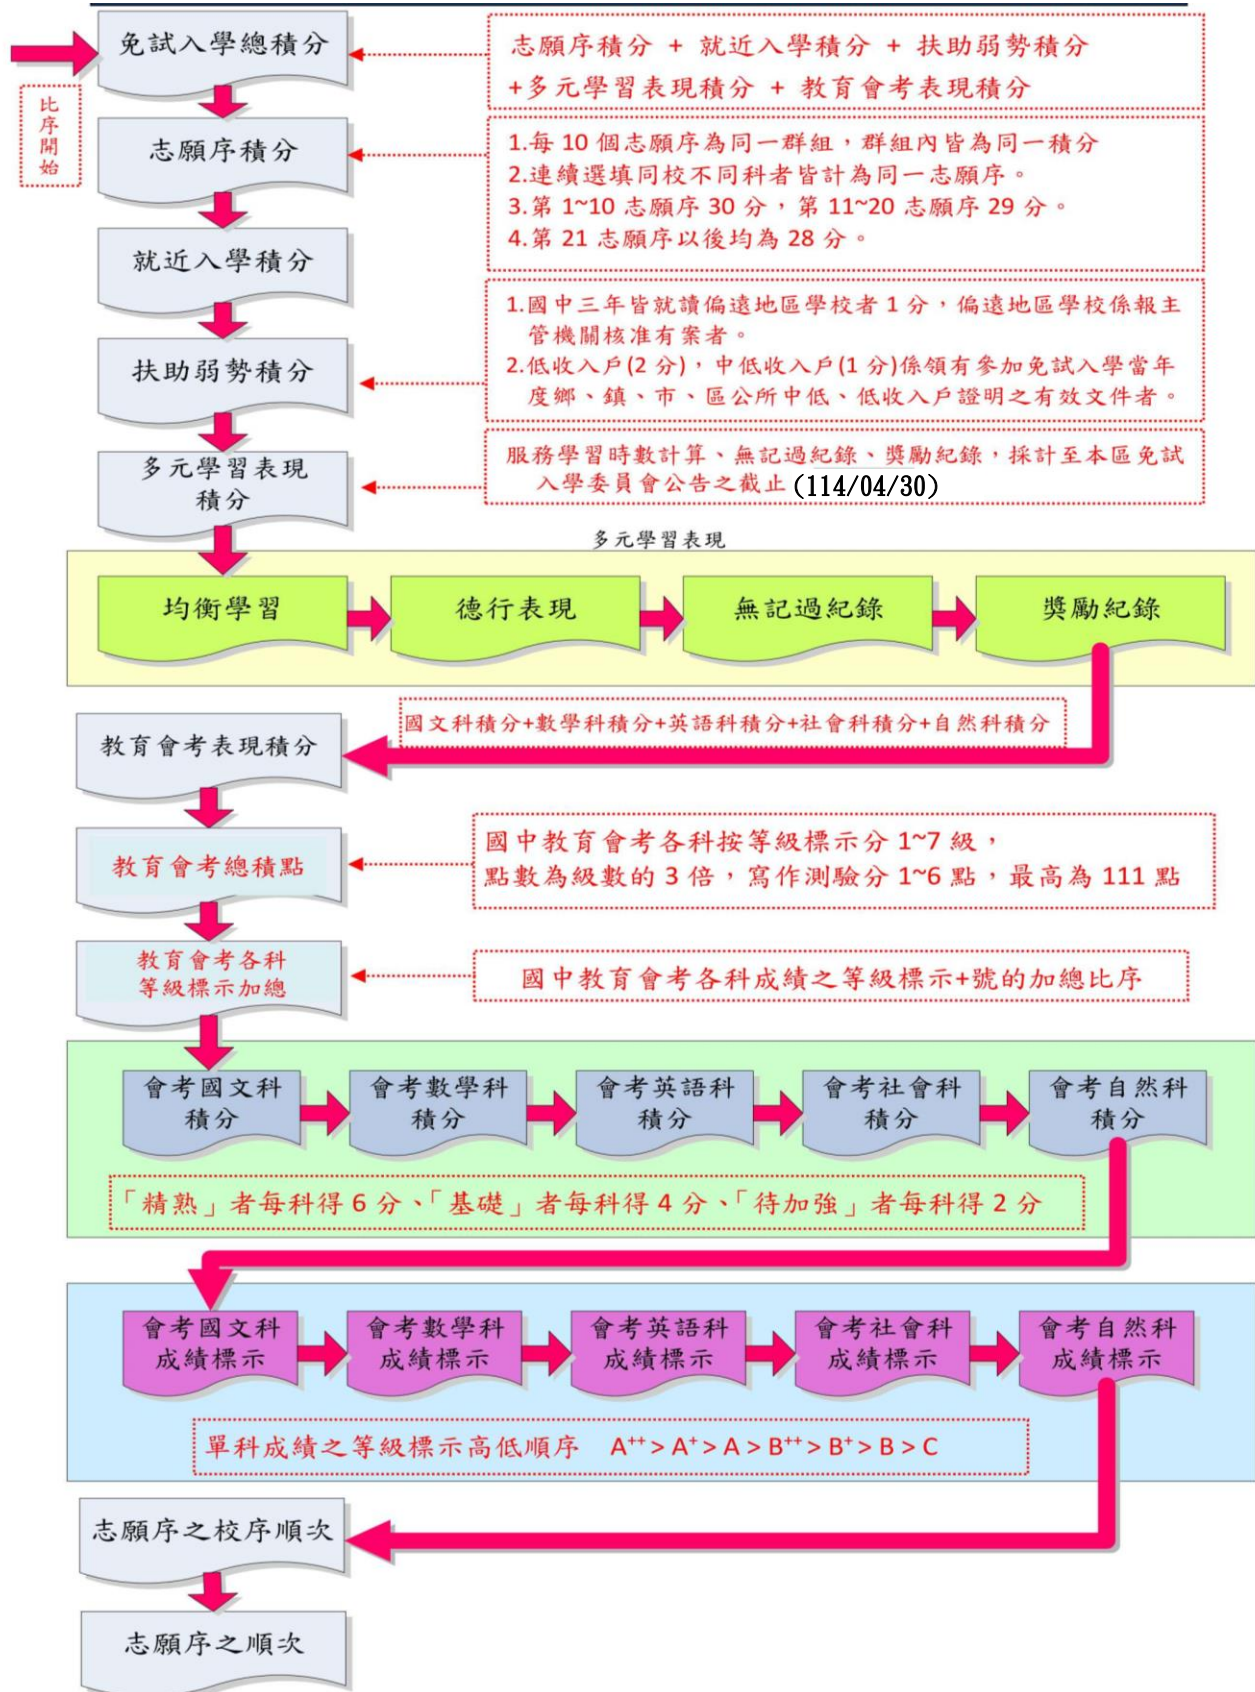 免試入學總積分
比序開始
志願序積分 + 就近入學積分 + 扶助弱勢積分
+多元學習表現積分 + 教育會考表現積分
志願序積分
1.每 10 個志願序為同一群組，群組內皆為同一積分
2.連續選填同校不同科者皆計為同一志願序。
3.第 1~10 志願序 30 分，第 11~20 志願序 29 分。
4.第 21 志願序以後均為 28 分。
就近入學積分
扶助弱勢積分
1.國中三年皆就讀偏遠地區學校者 1 分，偏遠地區學校係報主
管機關核准有案者。
2.低收入戶(2 分)，中低收入戶(1 分)係領有參加免試入學當年
度鄉、鎮、市、區公所中低、低收入戶證明之有效文件者。
多元學習表現
積分
服務學習時數計算、無記過紀錄、獎勵紀錄，採計至本區免試
入學委員會公告之截止(114/04/30)
多元學習表現
均衡學習
德行表現
無記過紀錄
獎勵紀錄
國文科積分+數學科積分+英語科積分+社會科積分+自然科積分
教育會考表現積分
教育會考總積點
國中教育會考各科按等級標示分 1~7 級，
點數為級數的 3 倍，寫作測驗分 1~6 點，最高為 111 點
教育會考各科
等級標示加總
國中教育會考各科成績之等級標示+號的加總比序
會考國文科
積分
會考數學科
積分
會考英語科
積分
會考社會科
積分
會考自然科
積分
「精熟」者每科得 6 分、「基礎」者每科得 4 分、「待加強」者每科得 2 分
會考國文科
成績標示
會考數學科
成績標示
會考英語科
成績標示
會考社會科
成績標示
會考自然科
成績標示
單科成績之等級標示高低順序 A⁺⁺ > A⁺ > A > B⁺⁺ > B⁺ > B > C
志願序之校序順次
志願序之順次